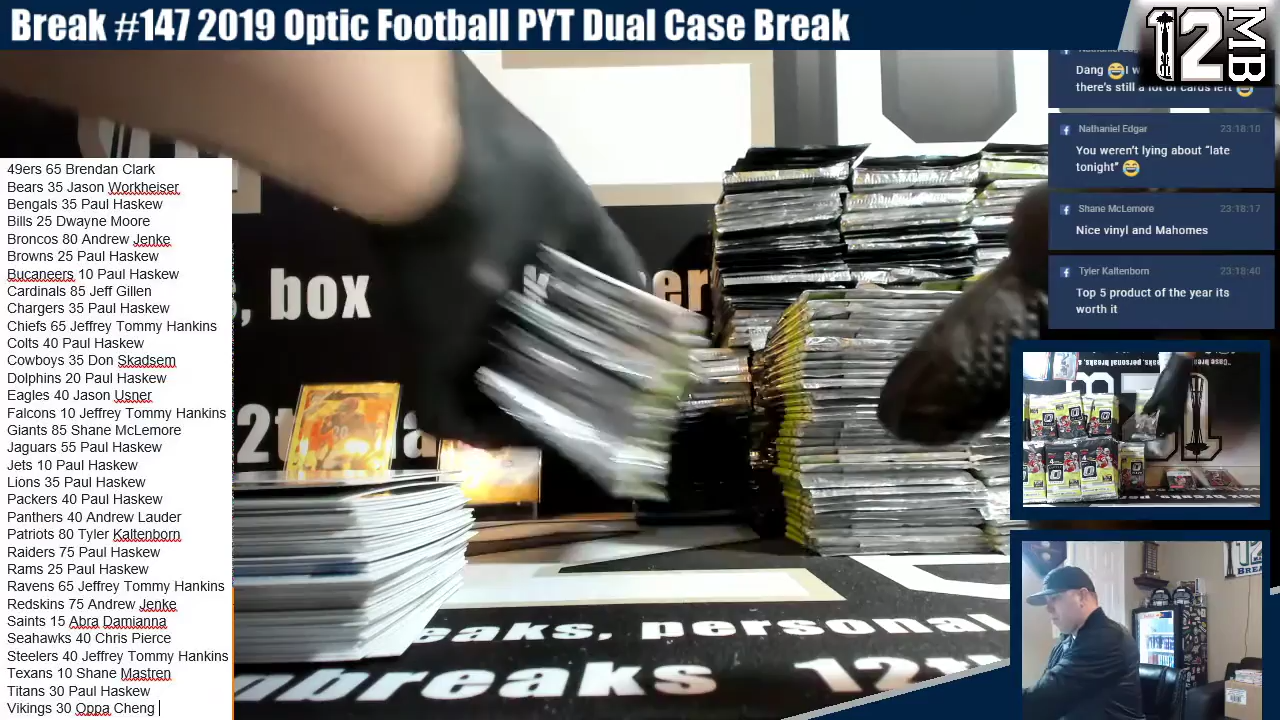 Break #147 2019 Optic Football PYT Dual Case Break
12
MB
49ers 65 Brendan Clark
Bears 35 Jason Workheiser
Bengals 35 Paul Haskew
Bills 25 Dwayne Moore
Broncos 80 Andrew Jenke
Browns 25 Paul Haskew
Bucaneers 10 Paul Haskew
Cardinals 85 Jeff Gillen
Chargers 35 Paul Haskew
Chiefs 65 Jeffrey Tommy Hankins
Colts 40 Paul Haskew
Cowboys 35 Don Skadsem
Dolphins 20 Paul Haskew
Eagles 40 Jason Usner
Falcons 10 Jeffrey Tommy Hankins
Giants 85 Shane McLemore
Jaguars 55 Paul Haskew
Jets 10 Paul Haskew
Lions 35 Paul Haskew
Packers 40 Paul Haskew
Panthers 40 Andrew Lauder
Patriots 80 Tyler Kaltenborn
Raiders 75 Paul Haskew
Rams 25 Paul Haskew
Ravens 65 Jeffrey Tommy Hankins
Redskins 75 Andrew Jenke
Saints 15 Abra Damianna
Seahawks 40 Chris Pierce
Steelers 40 Jeffrey Tommy Hankins
Texans 10 Shane Mastren
Titans 30 Paul Haskew
Vikings 30 Oppa Cheng
, box
er
2t
eaks, personal
nbreaks 12t
Dang 😅 I w
there's still a lot of cards left 😅
Nathaniel Edgar 23:18:10
You weren't lying about "late
tonight" 😅
Shane McLemore 23:18:17
Nice vinyl and Mahomes
Tyler Kaltenborn 23:18:40
Top 5 product of the year its
worth it
12